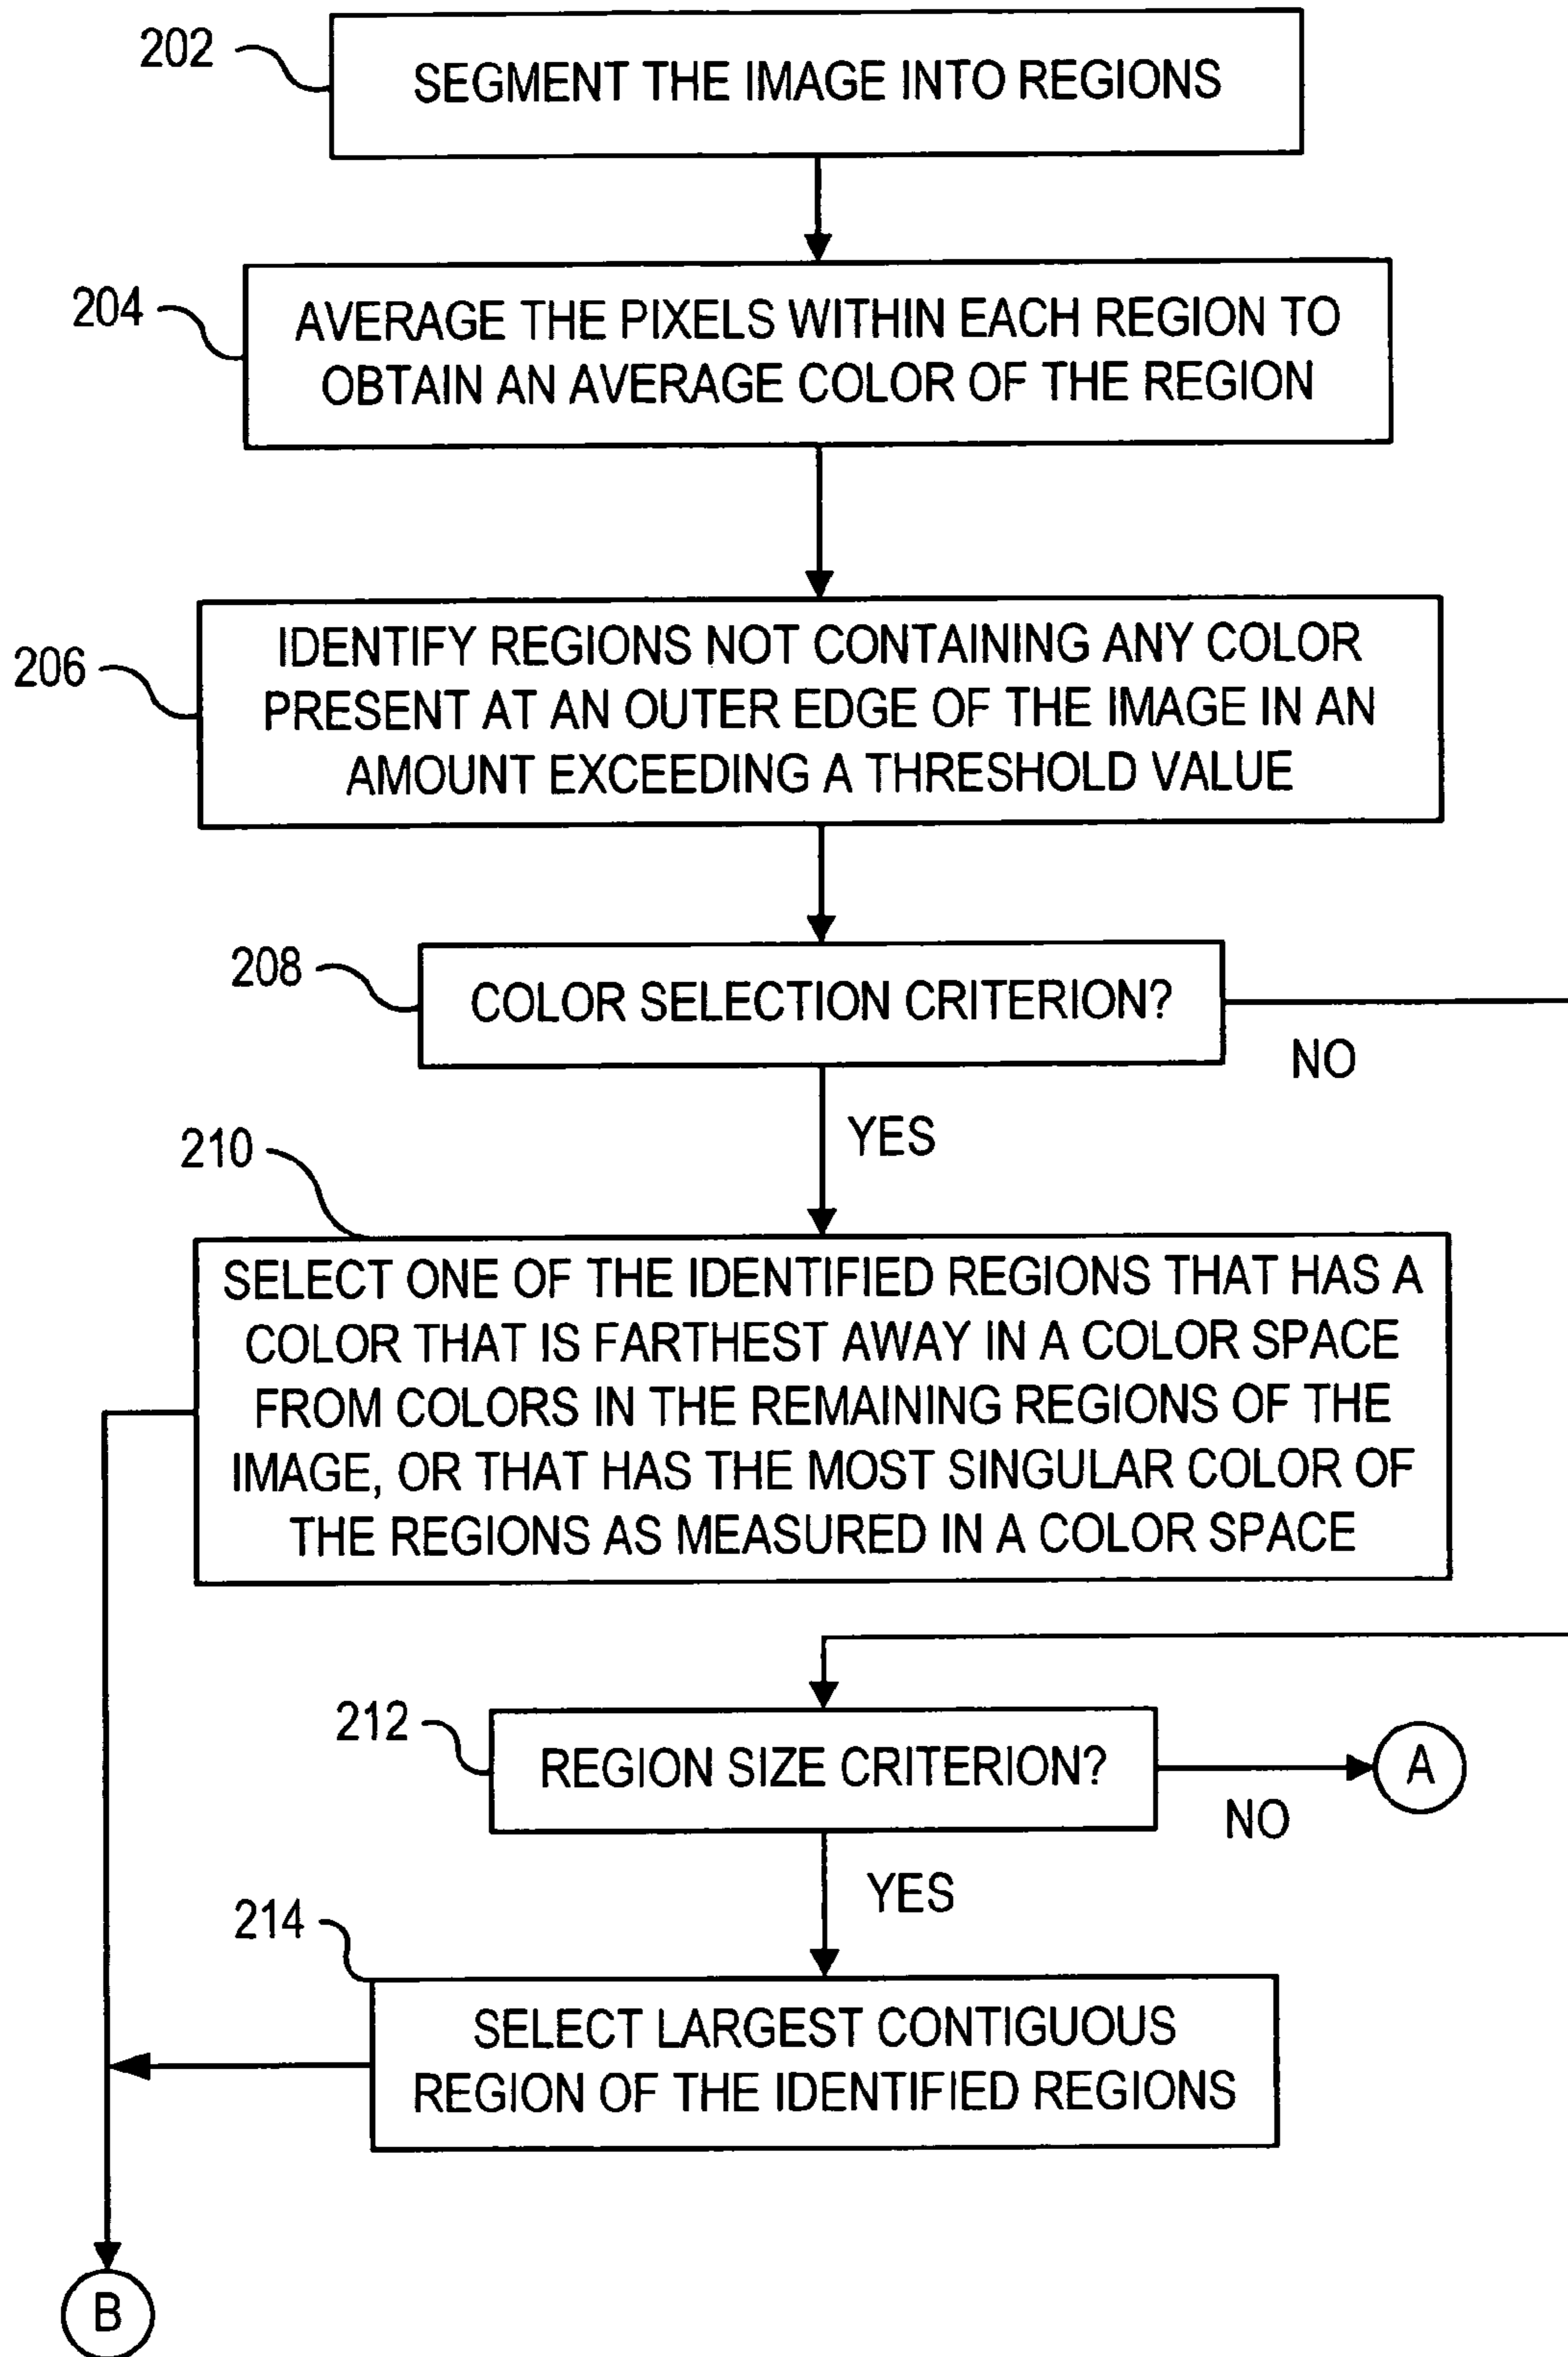 202
SEGMENT THE IMAGE INTO REGIONS
204
AVERAGE THE PIXELS WITHIN EACH REGION TO
OBTAIN AN AVERAGE COLOR OF THE REGION
206
IDENTIFY REGIONS NOT CONTAINING ANY COLOR
PRESENT AT AN OUTER EDGE OF THE IMAGE IN AN
AMOUNT EXCEEDING A THRESHOLD VALUE
208
COLOR SELECTION CRITERION?
NO
YES
210
SELECT ONE OF THE IDENTIFIED REGIONS THAT HAS A
COLOR THAT IS FARTHEST AWAY IN A COLOR SPACE
FROM COLORS IN THE REMAINING REGIONS OF THE
IMAGE, OR THAT HAS THE MOST SINGULAR COLOR OF
THE REGIONS AS MEASURED IN A COLOR SPACE
212
REGION SIZE CRITERION?
A
NO
YES
214
SELECT LARGEST CONTIGUOUS
REGION OF THE IDENTIFIED REGIONS
B